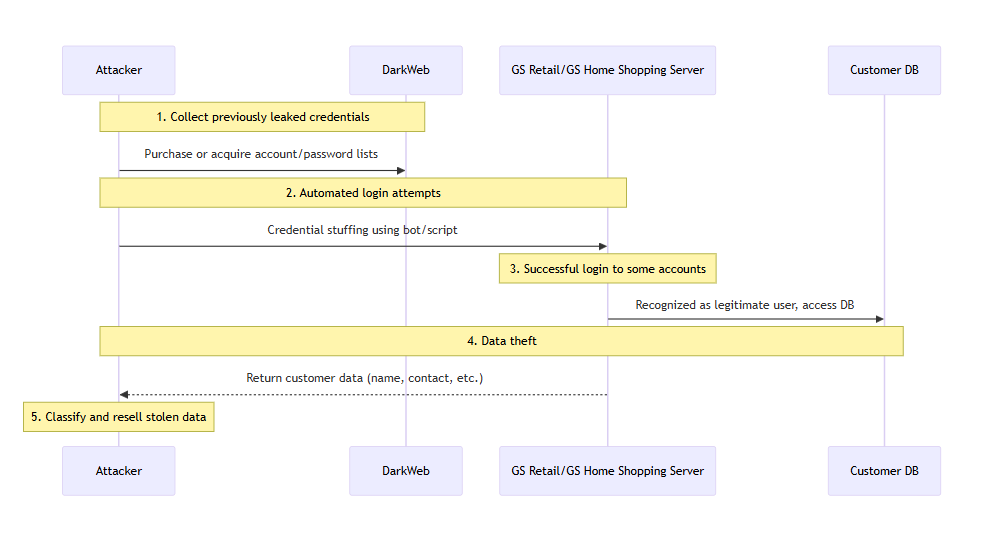 Attacker
DarkWeb
GS Retail/GS Home Shopping Server
Customer DB
1. Collect previously leaked credentials
Purchase or acquire account/password lists
2. Automated login attempts
Credential stuffing using bot/script
3. Successful login to some accounts
Recognized as legitimate user, access DB
4. Data theft
Return customer data (name, contact, etc.)
5. Classify and resell stolen data
Attacker
DarkWeb
GS Retail/GS Home Shopping Server
Customer DB